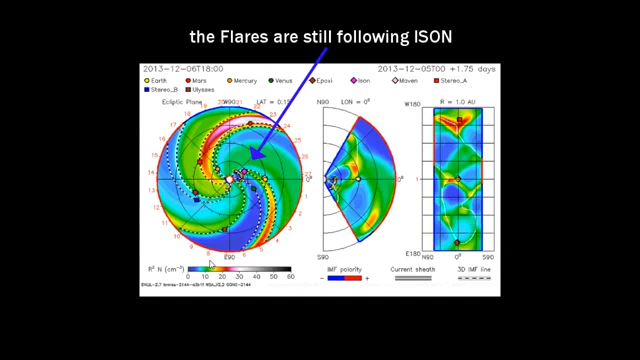 the Flares are still following ISON
2013-12-06T18:00
2013-12-05T00 +1.75 days
Earth Mars Mercury Venus Epoxi Ison Maven Stereo_A
Stereo_B Ulysses
Ecliptic Plane W90 LAT = 0.15
N90 LON = 0°
W180 R = 1.0 AU
E90
S90
E180 N90 0° S90
R² N (cm⁻³)
0 10 20 30 40 50 60
IMF polarity
- +
Current sheath
3D IMF line